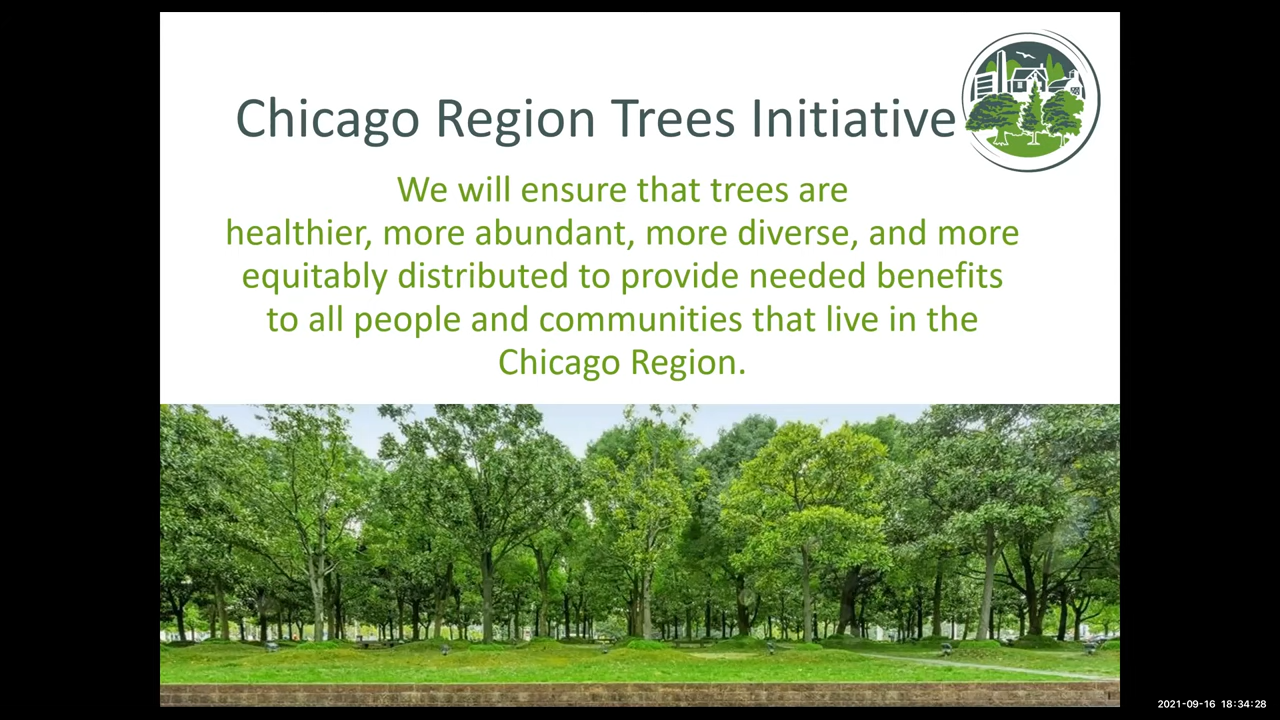 Chicago Region Trees Initiative
We will ensure that trees are
healthier, more abundant, more diverse, and more
equitably distributed to provide needed benefits
to all people and communities that live in the
Chicago Region.
2021-09-16 18:34:28